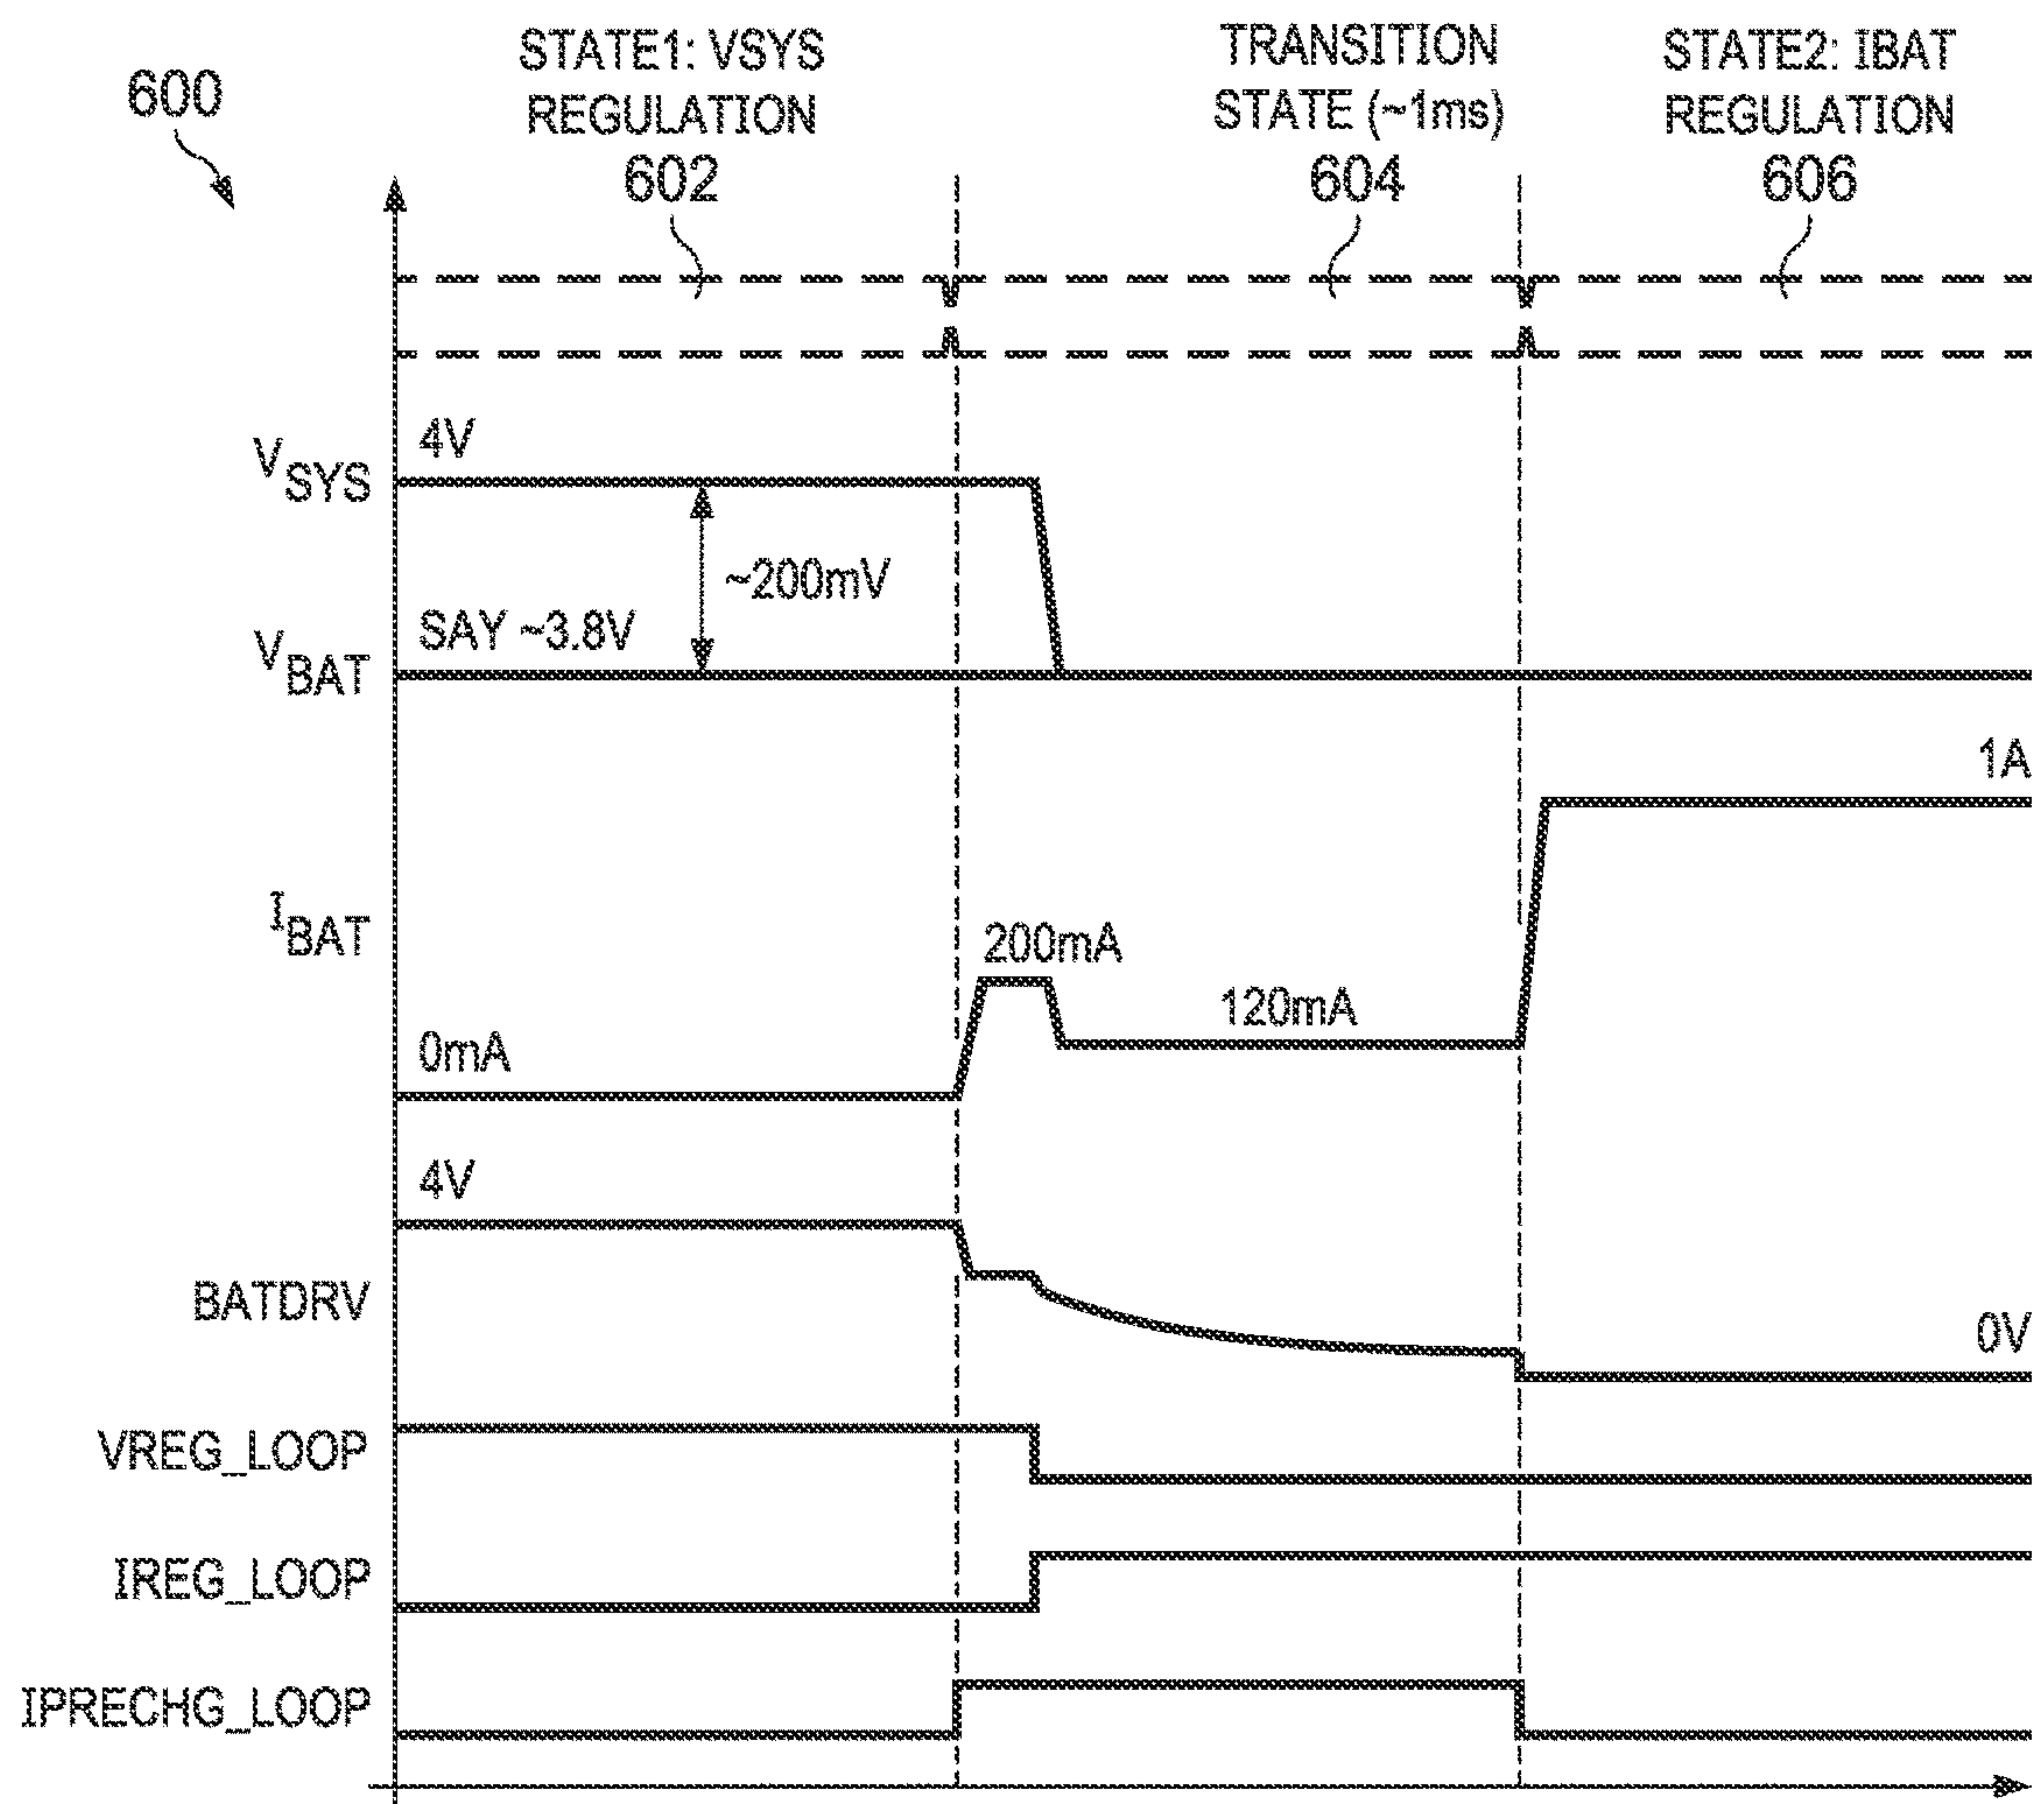 600
STATE1: VSYS
REGULATION
602
TRANSITION
STATE (~1ms)
604
STATE2: IBAT
REGULATION
606
VSYS
4V
~200mV
VBAT
SAY ~3.8V
1A
IBAT
200mA
120mA
0mA
4V
BATDRV
0V
VREG_LOOP
IREG_LOOP
IPRECHG_LOOP